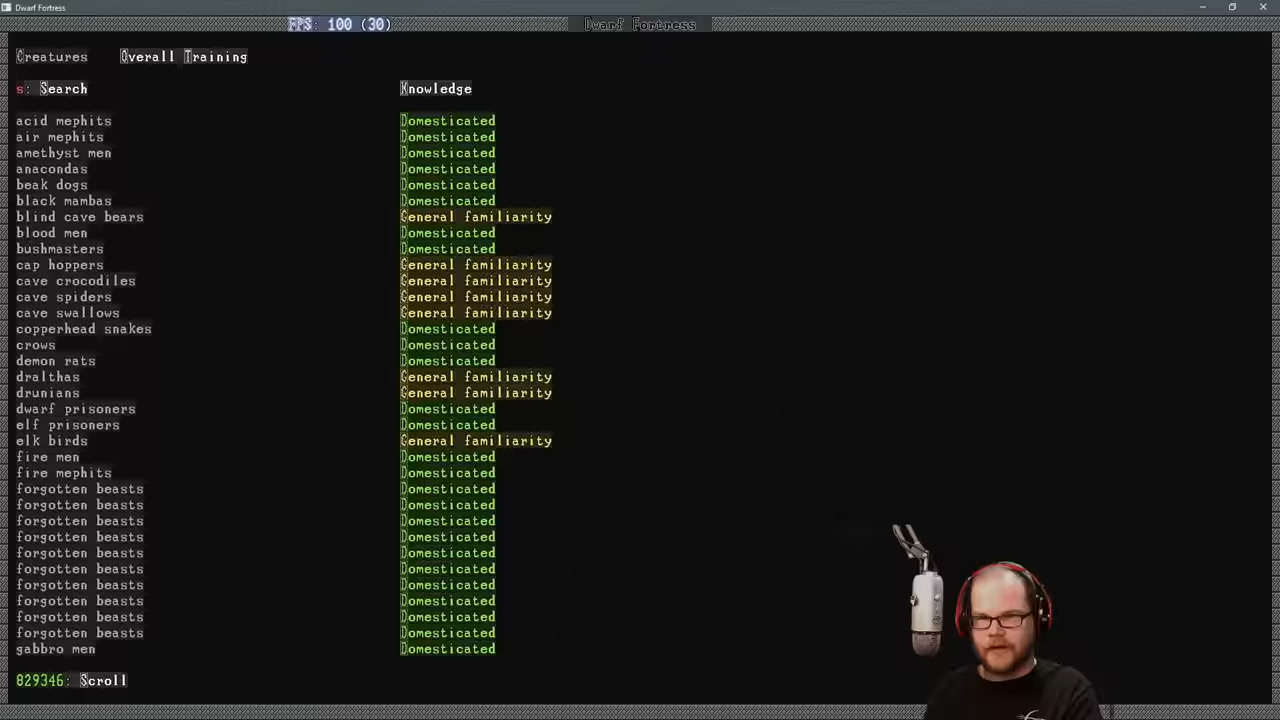 Dwarf Fortress
FPS: 100 (30) Dwarf Fortress
Creatures Overall Training
s: Search Knowledge
acid mephits Domesticated
air mephits Domesticated
amethyst men Domesticated
anacondas Domesticated
beak dogs Domesticated
black mambas Domesticated
blind cave bears General familiarity
blood men Domesticated
bushmasters Domesticated
cap hoppers General familiarity
cave crocodiles General familiarity
cave spiders General familiarity
cave swallows General familiarity
copperhead snakes Domesticated
crows Domesticated
demon rats Domesticated
dralthas General familiarity
drunians General familiarity
dwarf prisoners Domesticated
elf prisoners Domesticated
elk birds General familiarity
fire men Domesticated
fire mephits Domesticated
forgotten beasts Domesticated
forgotten beasts Domesticated
forgotten beasts Domesticated
forgotten beasts Domesticated
forgotten beasts Domesticated
forgotten beasts Domesticated
forgotten beasts Domesticated
forgotten beasts Domesticated
forgotten beasts Domesticated
forgotten beasts Domesticated
gabbro men Domesticated
829346: Scroll